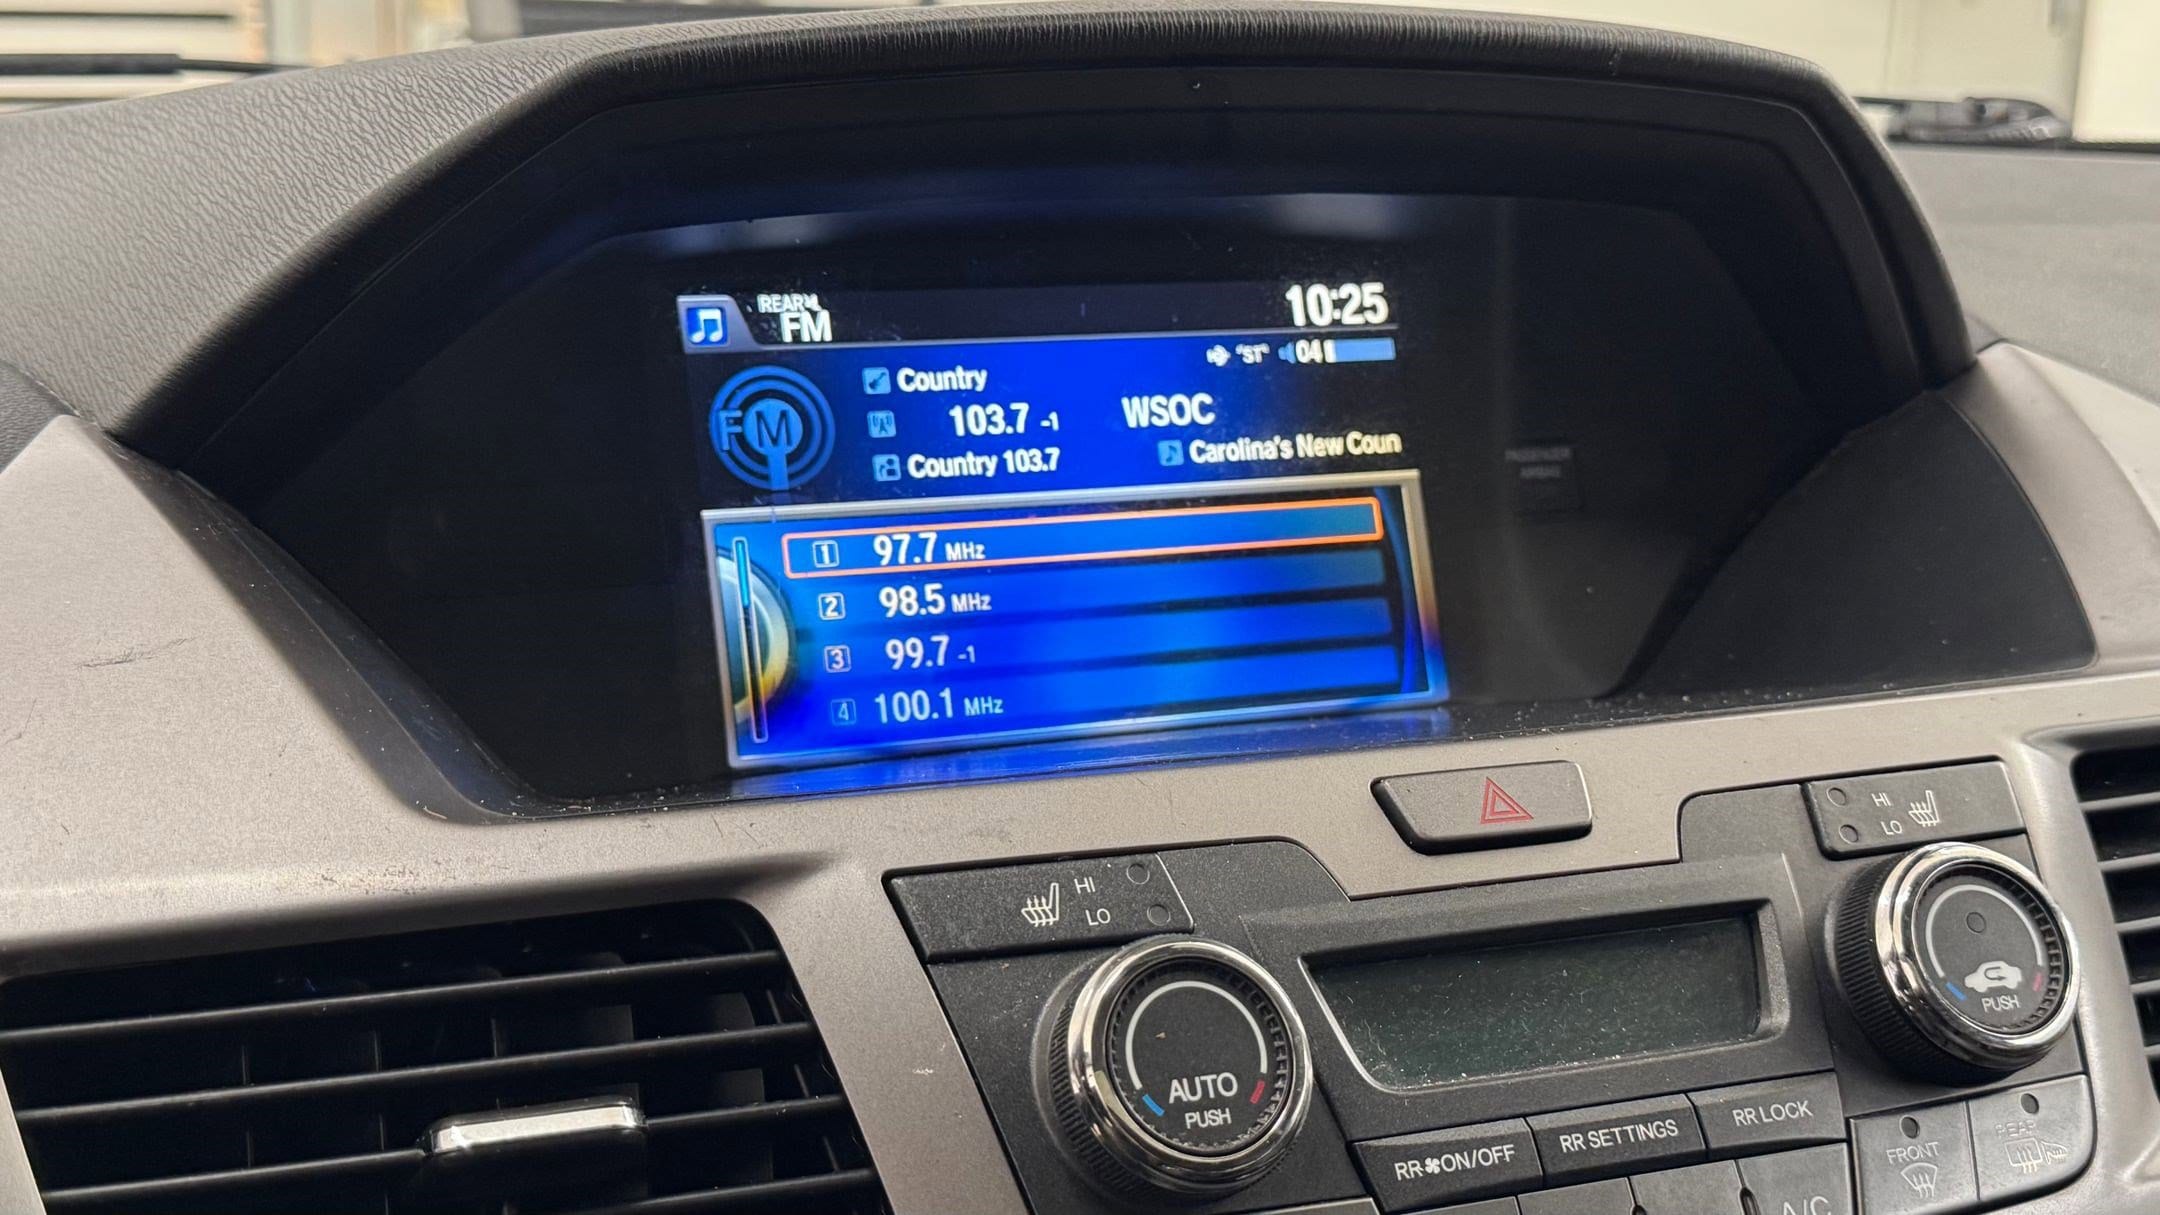 REAR
FM
10:25
"ST"
04
Country
FM
103.7 -1
WSOC
Country 103.7
Carolina's New Coun
1 97.7 MHz
2 98.5 MHz
3 99.7 -1
4 100.1 MHz
PASSENGER
AIRBAG
HI
LO
HI
LO
AUTO
PUSH
PUSH
RR ON/OFF
RR SETTINGS
RR LOCK
FRONT
REAR
A/C